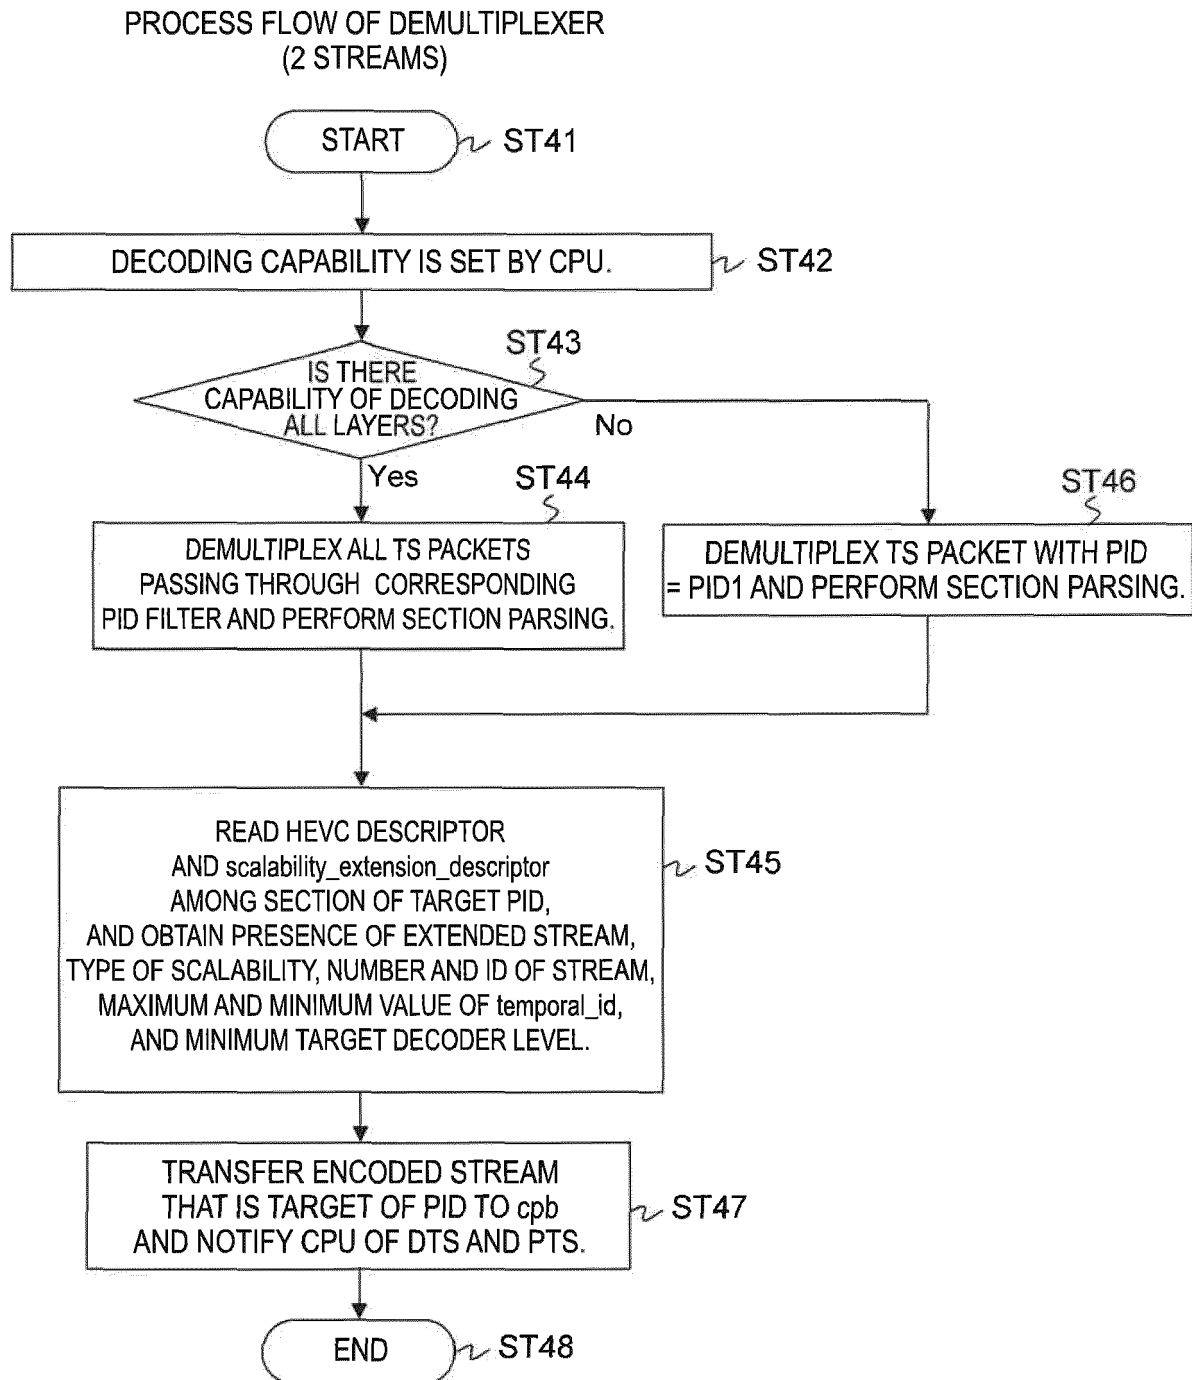 PROCESS FLOW OF DEMULTIPLEXER
(2 STREAMS)
START
ST41
DECODING CAPABILITY IS SET BY CPU.
ST42
ST43
IS THERE
CAPABILITY OF DECODING
ALL LAYERS?
No
Yes
ST44
DEMULTIPLEX ALL TS PACKETS
PASSING THROUGH CORRESPONDING
PID FILTER AND PERFORM SECTION PARSING.
ST46
DEMULTIPLEX TS PACKET WITH PID
= PID1 AND PERFORM SECTION PARSING.
READ HEVC DESCRIPTOR
AND scalability_extension_descriptor
AMONG SECTION OF TARGET PID,
AND OBTAIN PRESENCE OF EXTENDED STREAM,
TYPE OF SCALABILITY, NUMBER AND ID OF STREAM,
MAXIMUM AND MINIMUM VALUE OF temporal_id,
AND MINIMUM TARGET DECODER LEVEL.
ST45
TRANSFER ENCODED STREAM
THAT IS TARGET OF PID TO cpb
AND NOTIFY CPU OF DTS AND PTS.
ST47
END
ST48